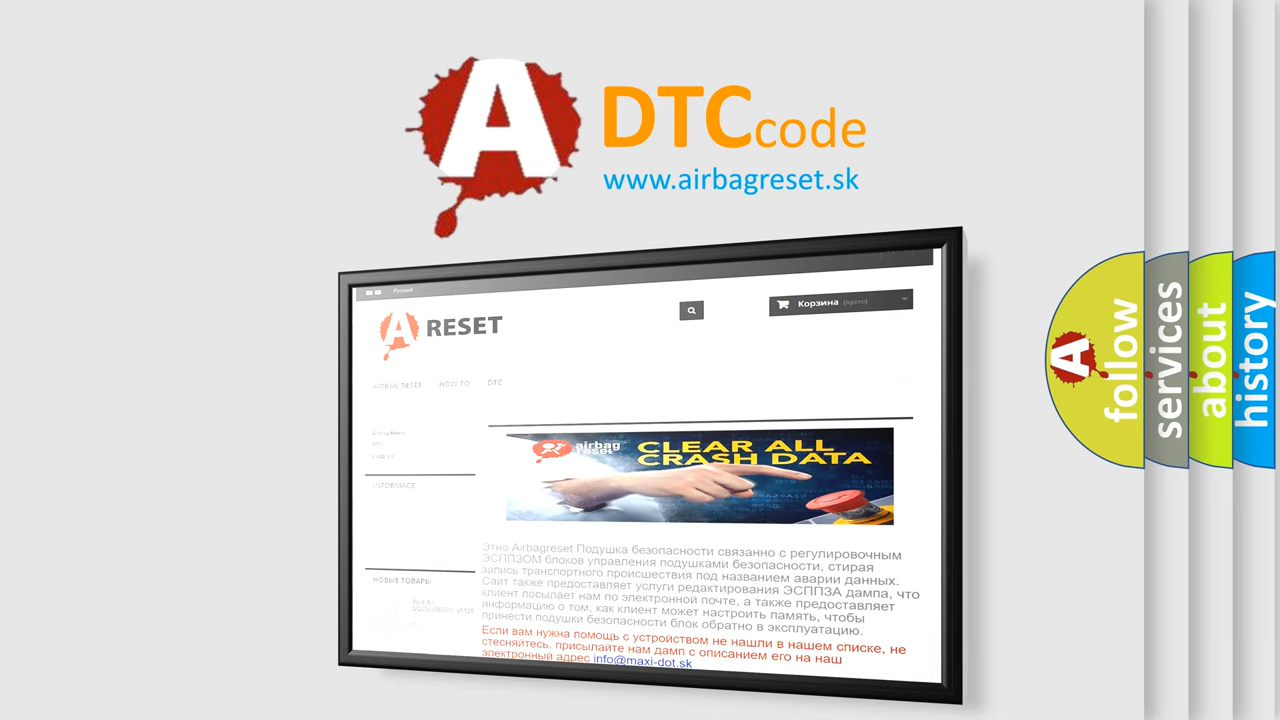 A
DTCcode
www.airbagreset.sk
Русский
A RESET
Корзина (пусто)
AIRBAG RESET HOW TO DTC
INFORMACE
НОВЫЕ ТОВАРЫ
airbag
reset
CLEAR ALL
CRASH DATA
Этно Airbagreset Подушка безопасности связанно с регулировочным
ЭСППЗОМ блоков управления подушками безопасности, стирая
запись транспортного происшествия под названием аварии данных.
Сайт также предоставляет услуги редактирования ЭСППЗА дампа, что
клиент посылает нам по электронной почте, а также предоставляет
информацию о том, как клиент может настроить память, чтобы
принести подушки безопасности блок обратно в эксплуатацию.
Если вам нужна помощь с устройством не нашли в нашем списке, не
стесняйтесь, присылайте нам дамп с описанием его на наш
электронный адрес info@maxi-dot.sk
A
follow
services
about
history